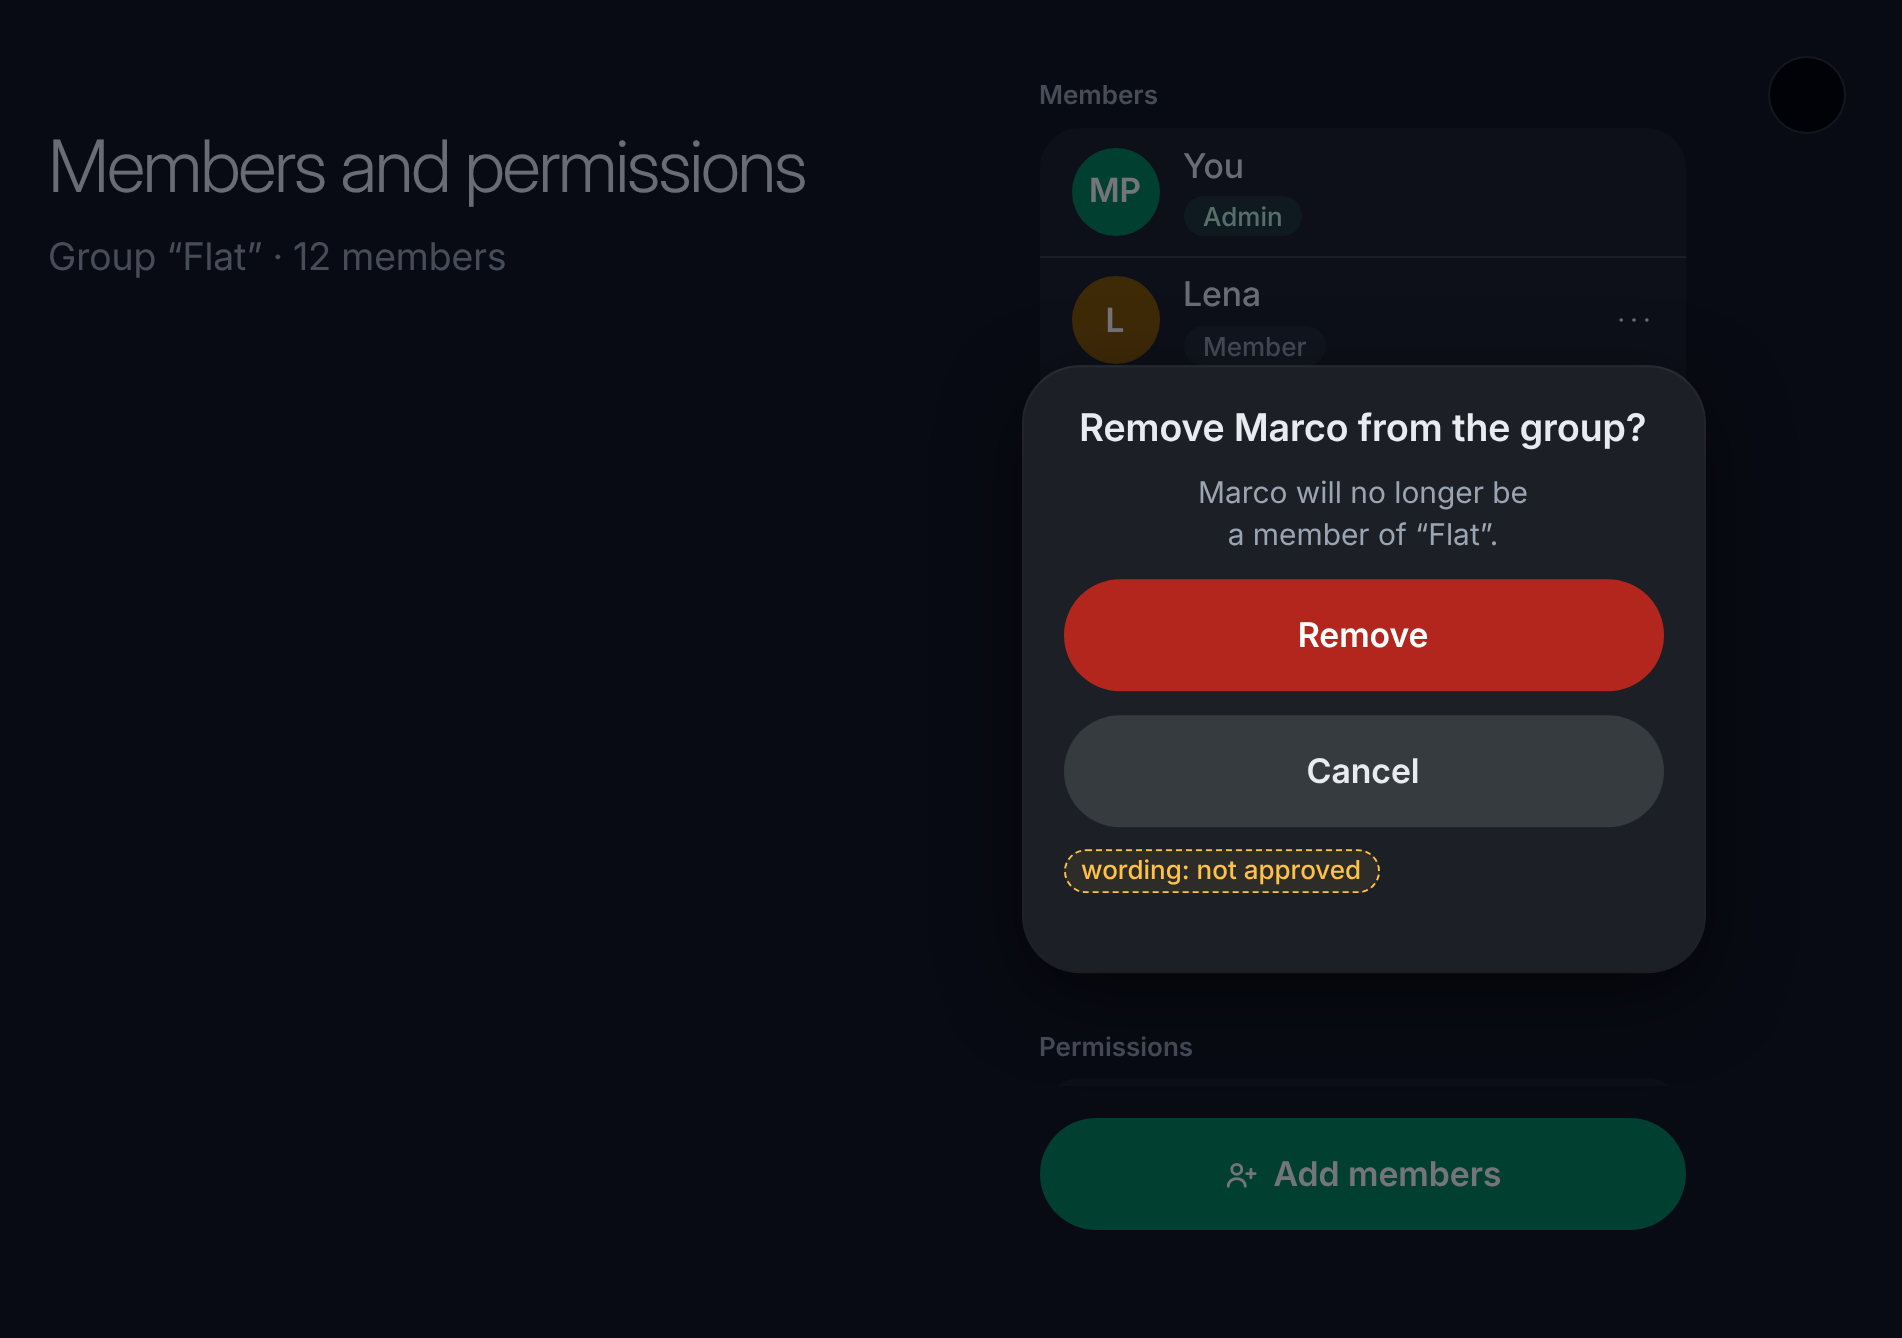 Members and permissions
Group “Flat” · 12 members
Members
MP
You
Admin
L
Lena
Member
Remove Marco from the group?
Marco will no longer be
a member of “Flat”.
Remove
Cancel
wording: not approved
Permissions
Add members